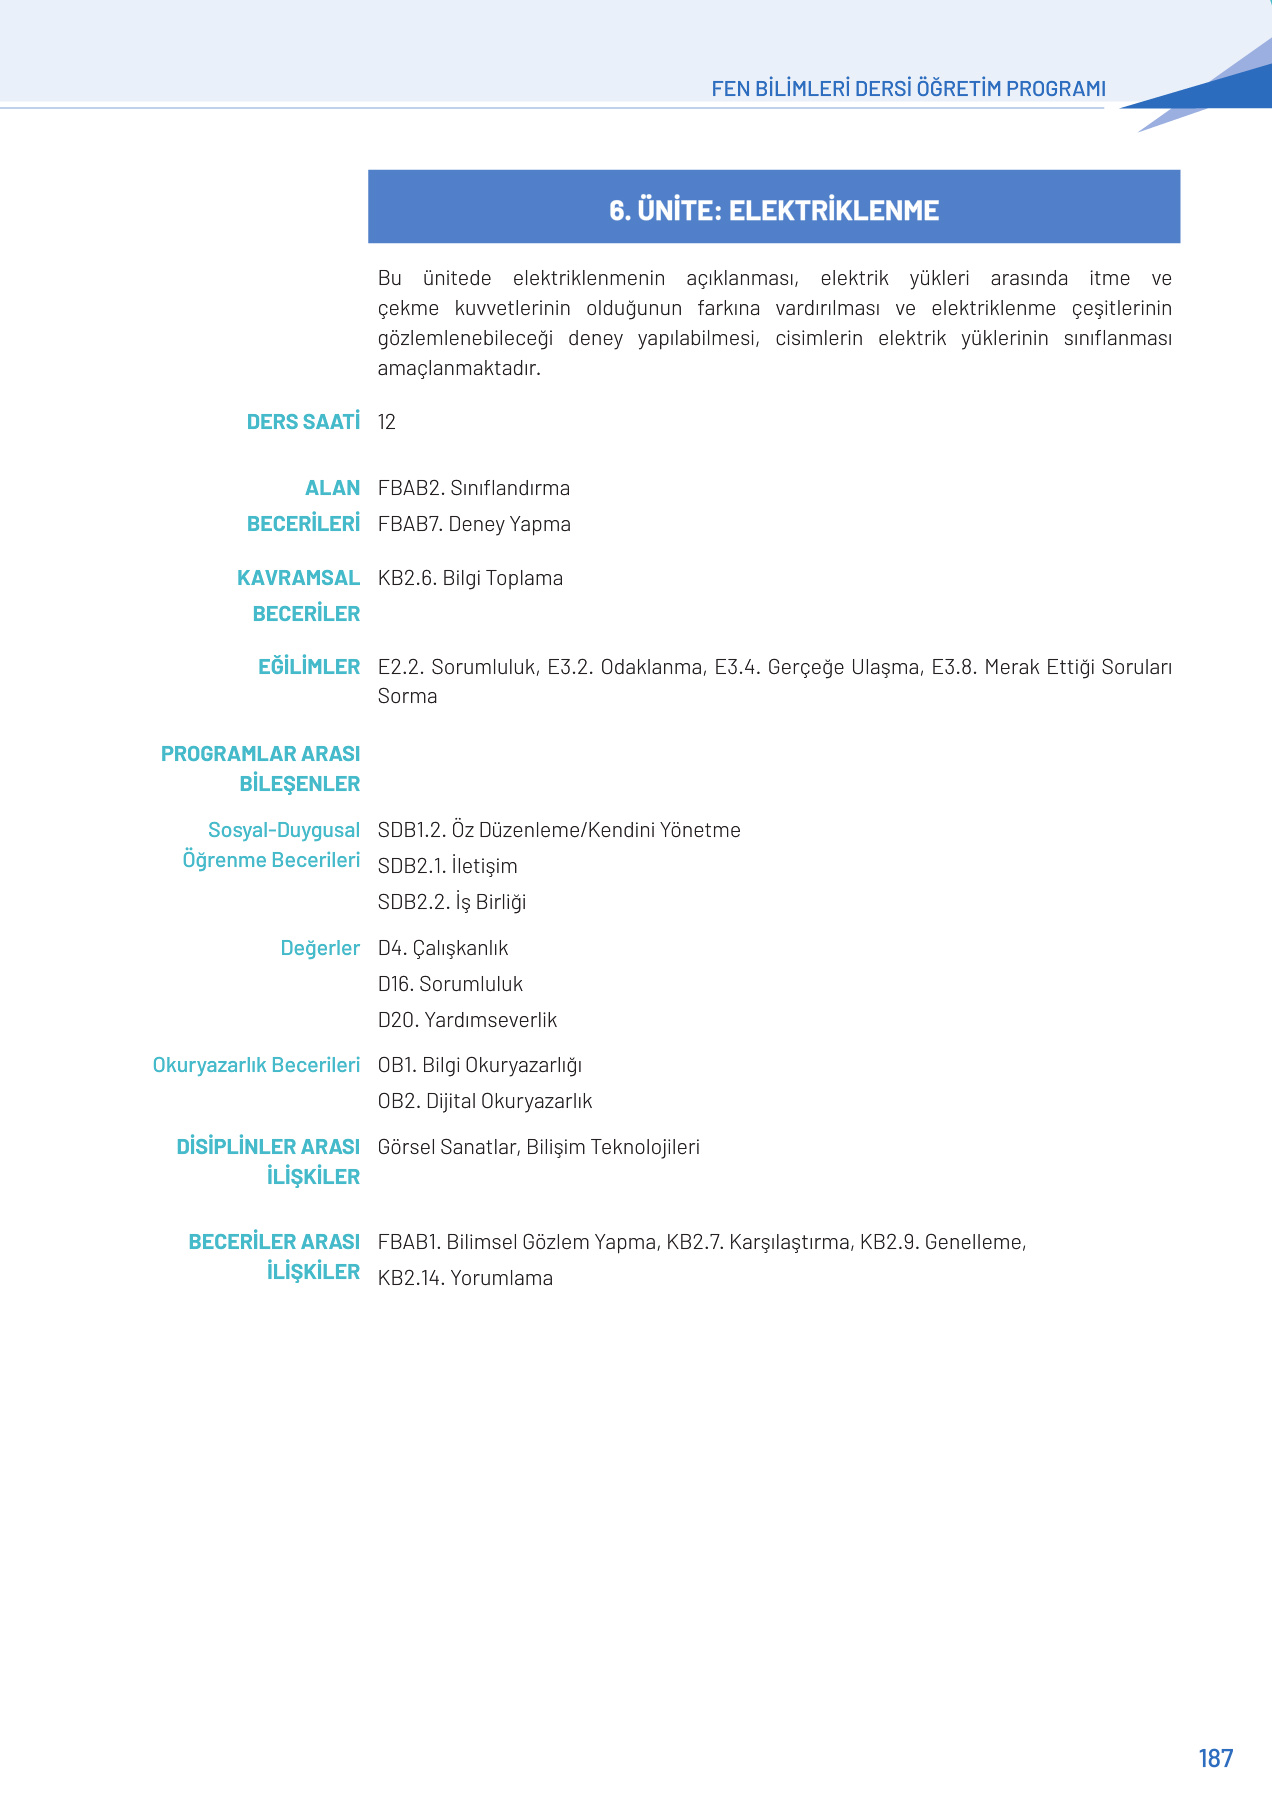 FEN BİLİMLERİ DERSİ ÖĞRETİM PROGRAMI
6. ÜNİTE: ELEKTRİKLENME
Bu ünitede elektriklenmenin açıklanması, elektrik yükleri arasında itme ve
çekme kuvvetlerinin olduğunun farkına vardırılması ve elektriklenme çeşitlerinin
gözlemlenebileceği deney yapılabilmesi, cisimlerin elektrik yüklerinin sınıflanması
amaçlanmaktadır.
DERS SAATİ 12
ALAN FBAB2. Sınıflandırma
BECERİLERİ FBAB7. Deney Yapma
KAVRAMSAL KB2.6. Bilgi Toplama
BECERİLER
EĞİLİMLER E2.2. Sorumluluk, E3.2. Odaklanma, E3.4. Gerçeğe Ulaşma, E3.8. Merak Ettiği Soruları
Sorma
PROGRAMLAR ARASI
BİLEŞENLER
Sosyal-Duygusal SDB1.2. Öz Düzenleme/Kendini Yönetme
Öğrenme Becerileri SDB2.1. İletişim
SDB2.2. İş Birliği
Değerler D4. Çalışkanlık
D16. Sorumluluk
D20. Yardımseverlik
Okuryazarlık Becerileri OB1. Bilgi Okuryazarlığı
OB2. Dijital Okuryazarlık
DİSİPLİNLER ARASI Görsel Sanatlar, Bilişim Teknolojileri
İLİŞKİLER
BECERİLER ARASI FBAB1. Bilimsel Gözlem Yapma, KB2.7. Karşılaştırma, KB2.9. Genelleme,
İLİŞKİLER KB2.14. Yorumlama
187